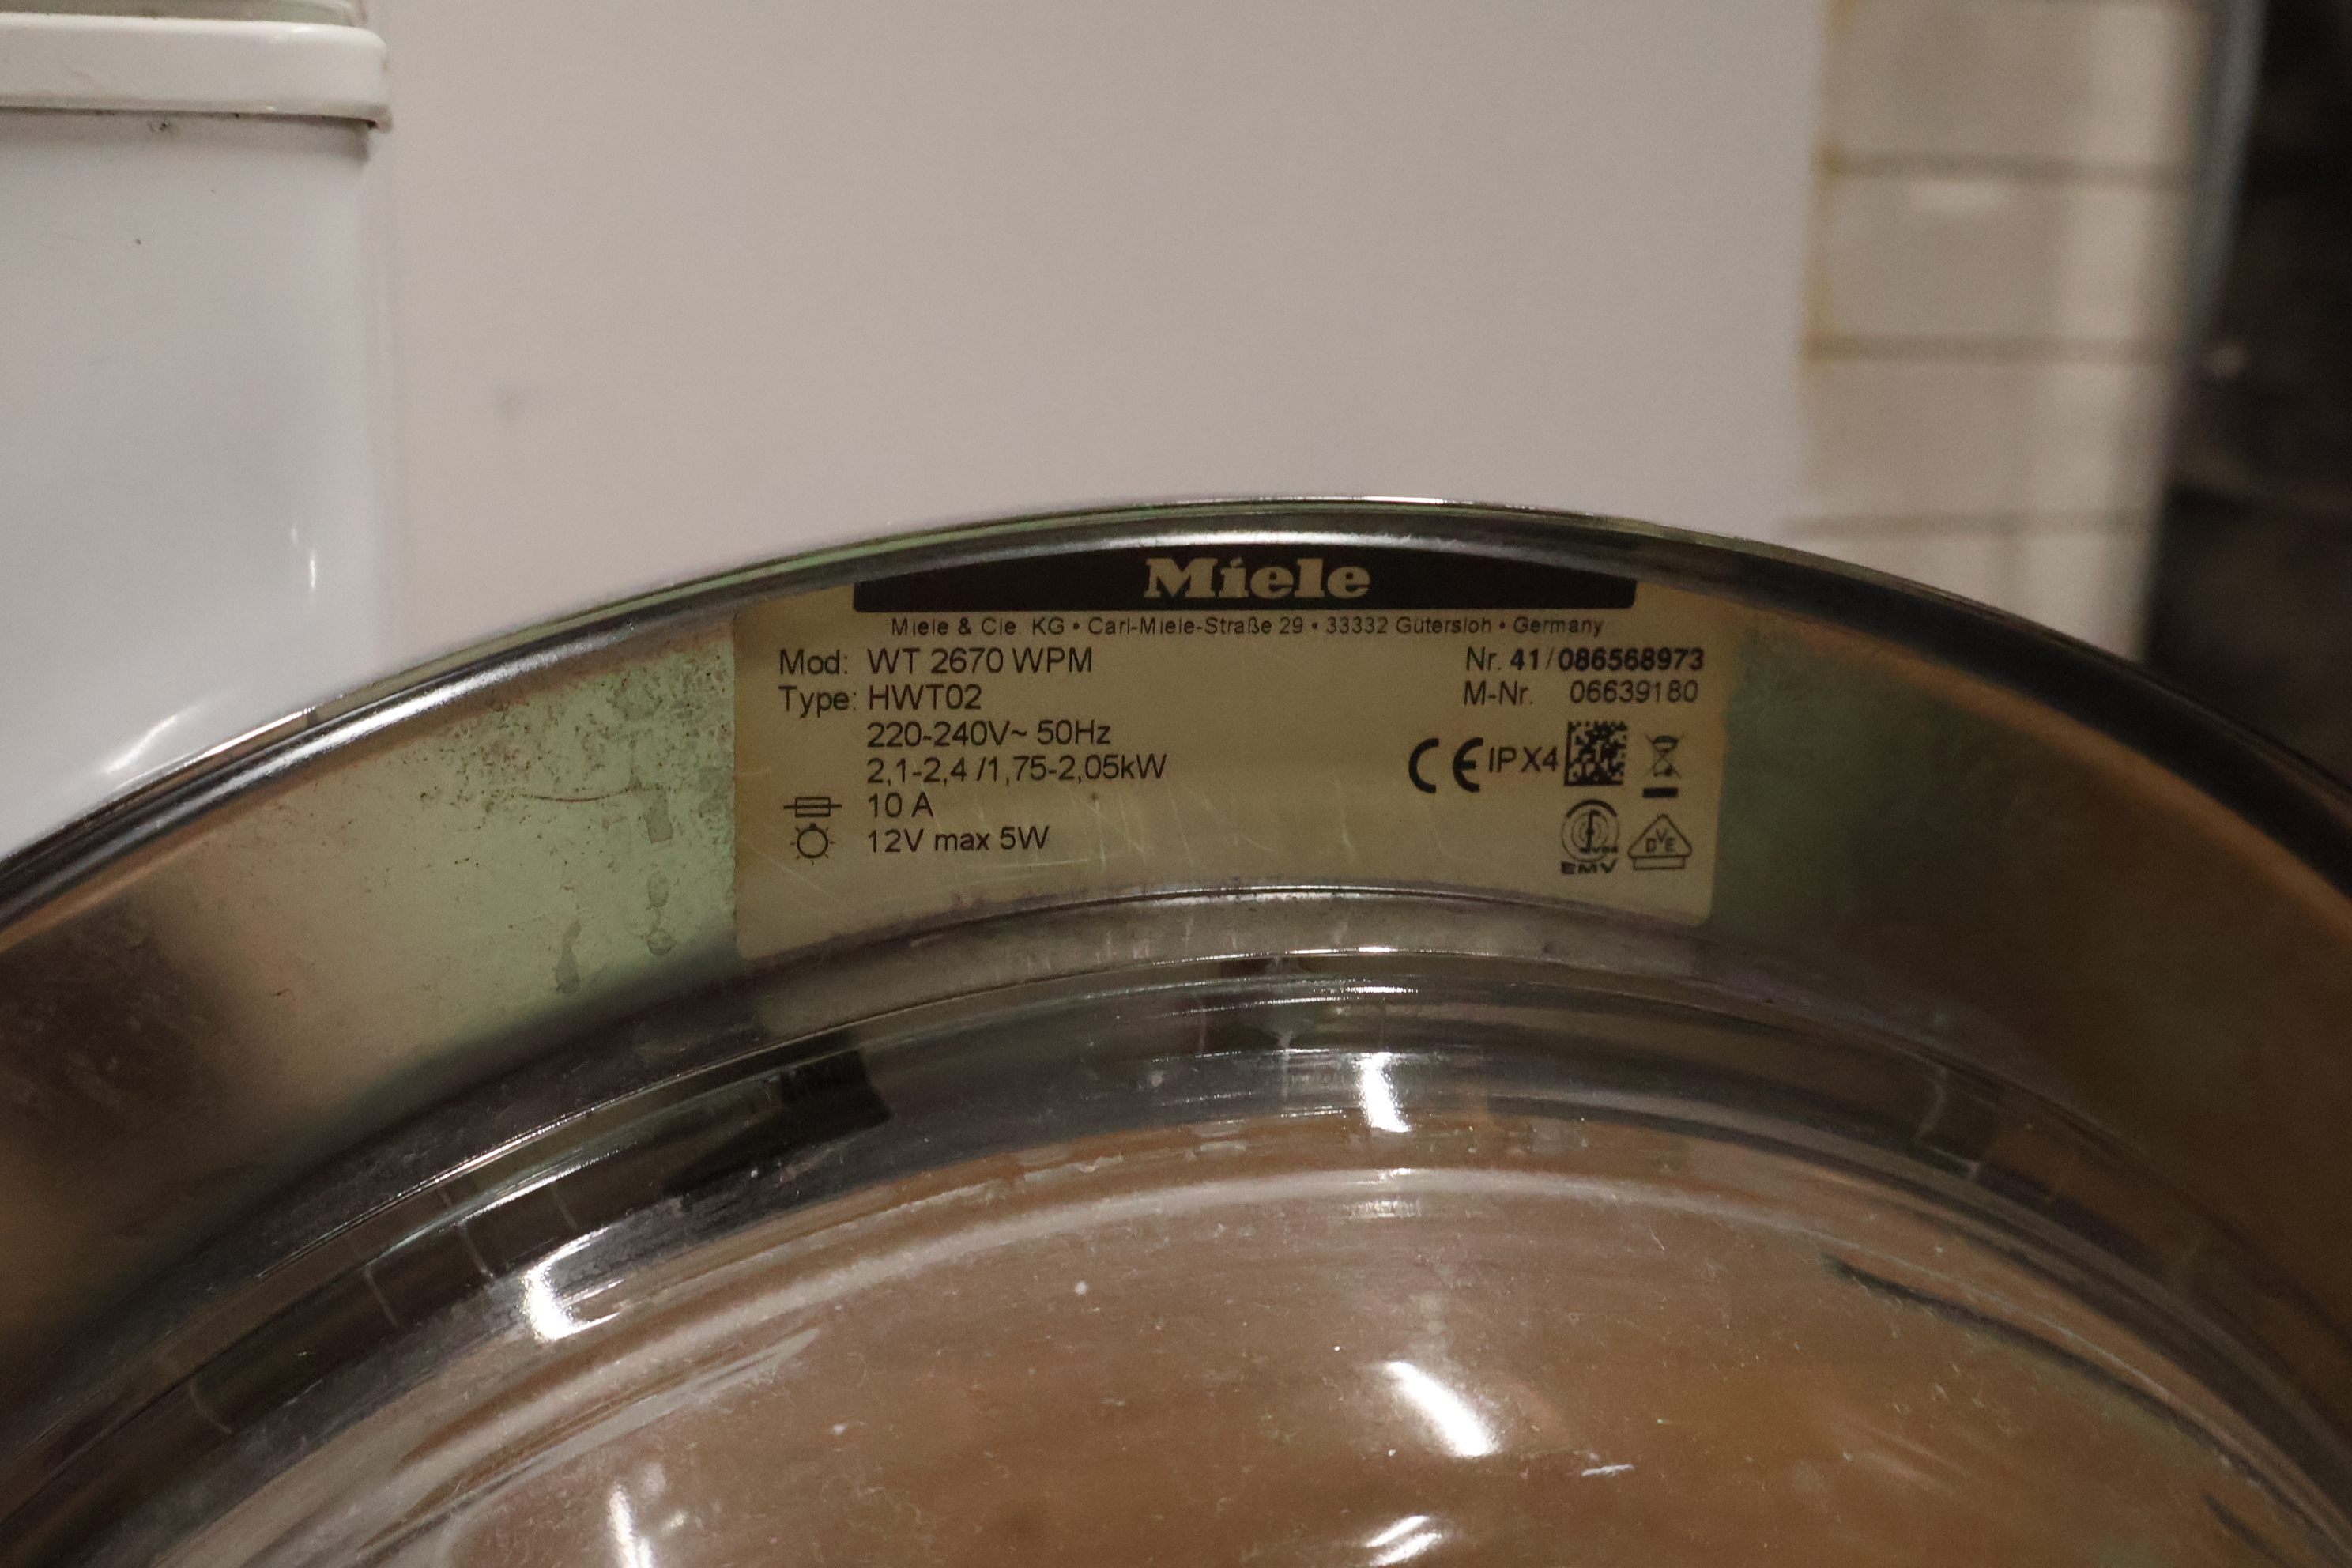 Miele
Miele & Cie. KG • Carl-Miele-Straße 29 • 33332 Gütersloh • Germany
Mod: WT 2670 WPM
Nr. 41/086568973
Type: HWT02
M-Nr. 06639180
220-240V~ 50Hz
2,1-2,4 /1,75-2,05kW
CE IPX4
10 A
12V max 5W
DVE
EMV